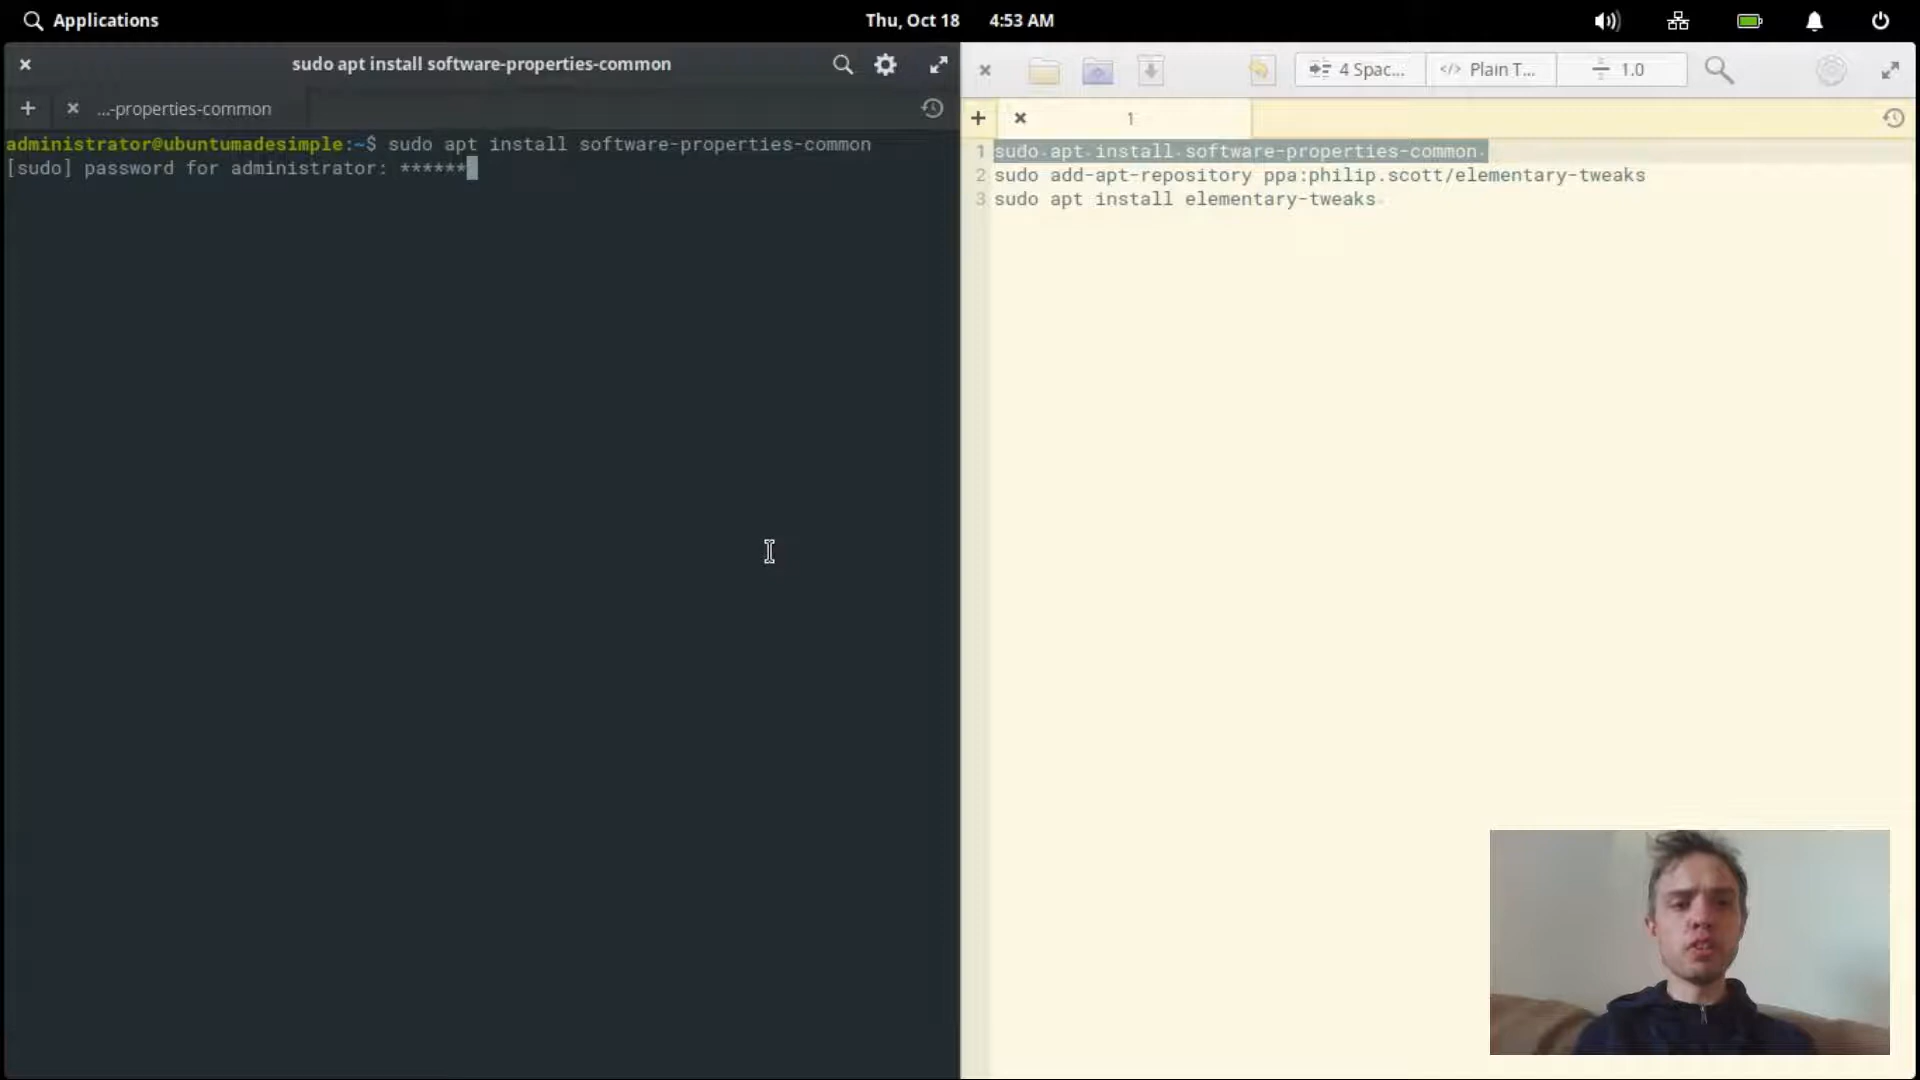 Applications
Thu, Oct 18 4:53 AM
sudo apt install software-properties-common
...-properties-common
administrator@ubuntumadesimple:~$ sudo apt install software-properties-common
[sudo] password for administrator: ******
4 Spac...
</> Plain T...
1.0
1
1 sudo apt install software-properties-common
2 sudo add-apt-repository ppa:philip.scott/elementary-tweaks
3 sudo apt install elementary-tweaks